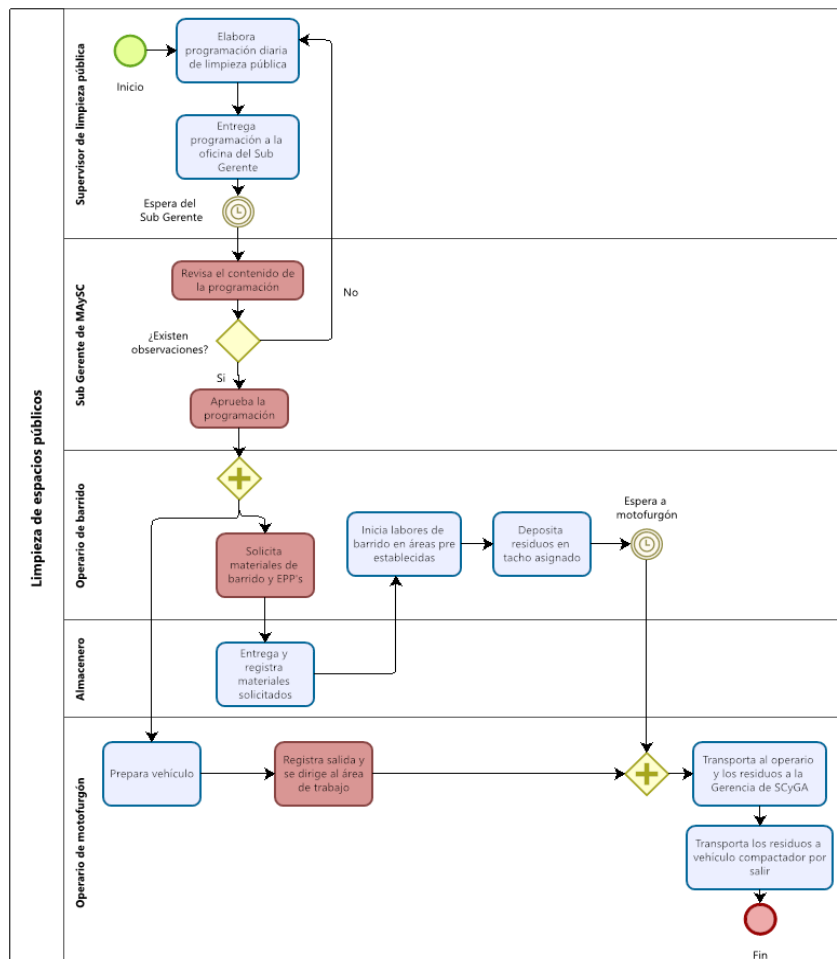 Limpieza de espacios públicos
Supervisor de limpieza pública
Inicio
Elabora
programación diaria
de limpieza pública
Entrega
programación a la
oficina del Sub
Gerente
Espera del
Sub Gerente
Sub Gerente de MAySC
Revisa el contenido de
la programación
No
¿Existen
observaciones?
Si
Aprueba la
programación
Operario de barrido
Solicita
materiales de
barrido y EPP's
Inicia labores de
barrido en áreas pre
establecidas
Deposita
residuos en
tacho asignado
Espera a
motofurgón
Almacenero
Entrega y
registra
materiales
solicitados
Operario de motofurgón
Prepara vehículo
Registra salida y
se dirige al área
de trabajo
Transporta al operario
y los residuos a la
Gerencia de SCyGA
Transporta los residuos a
vehículo compactador por
salir
Fin